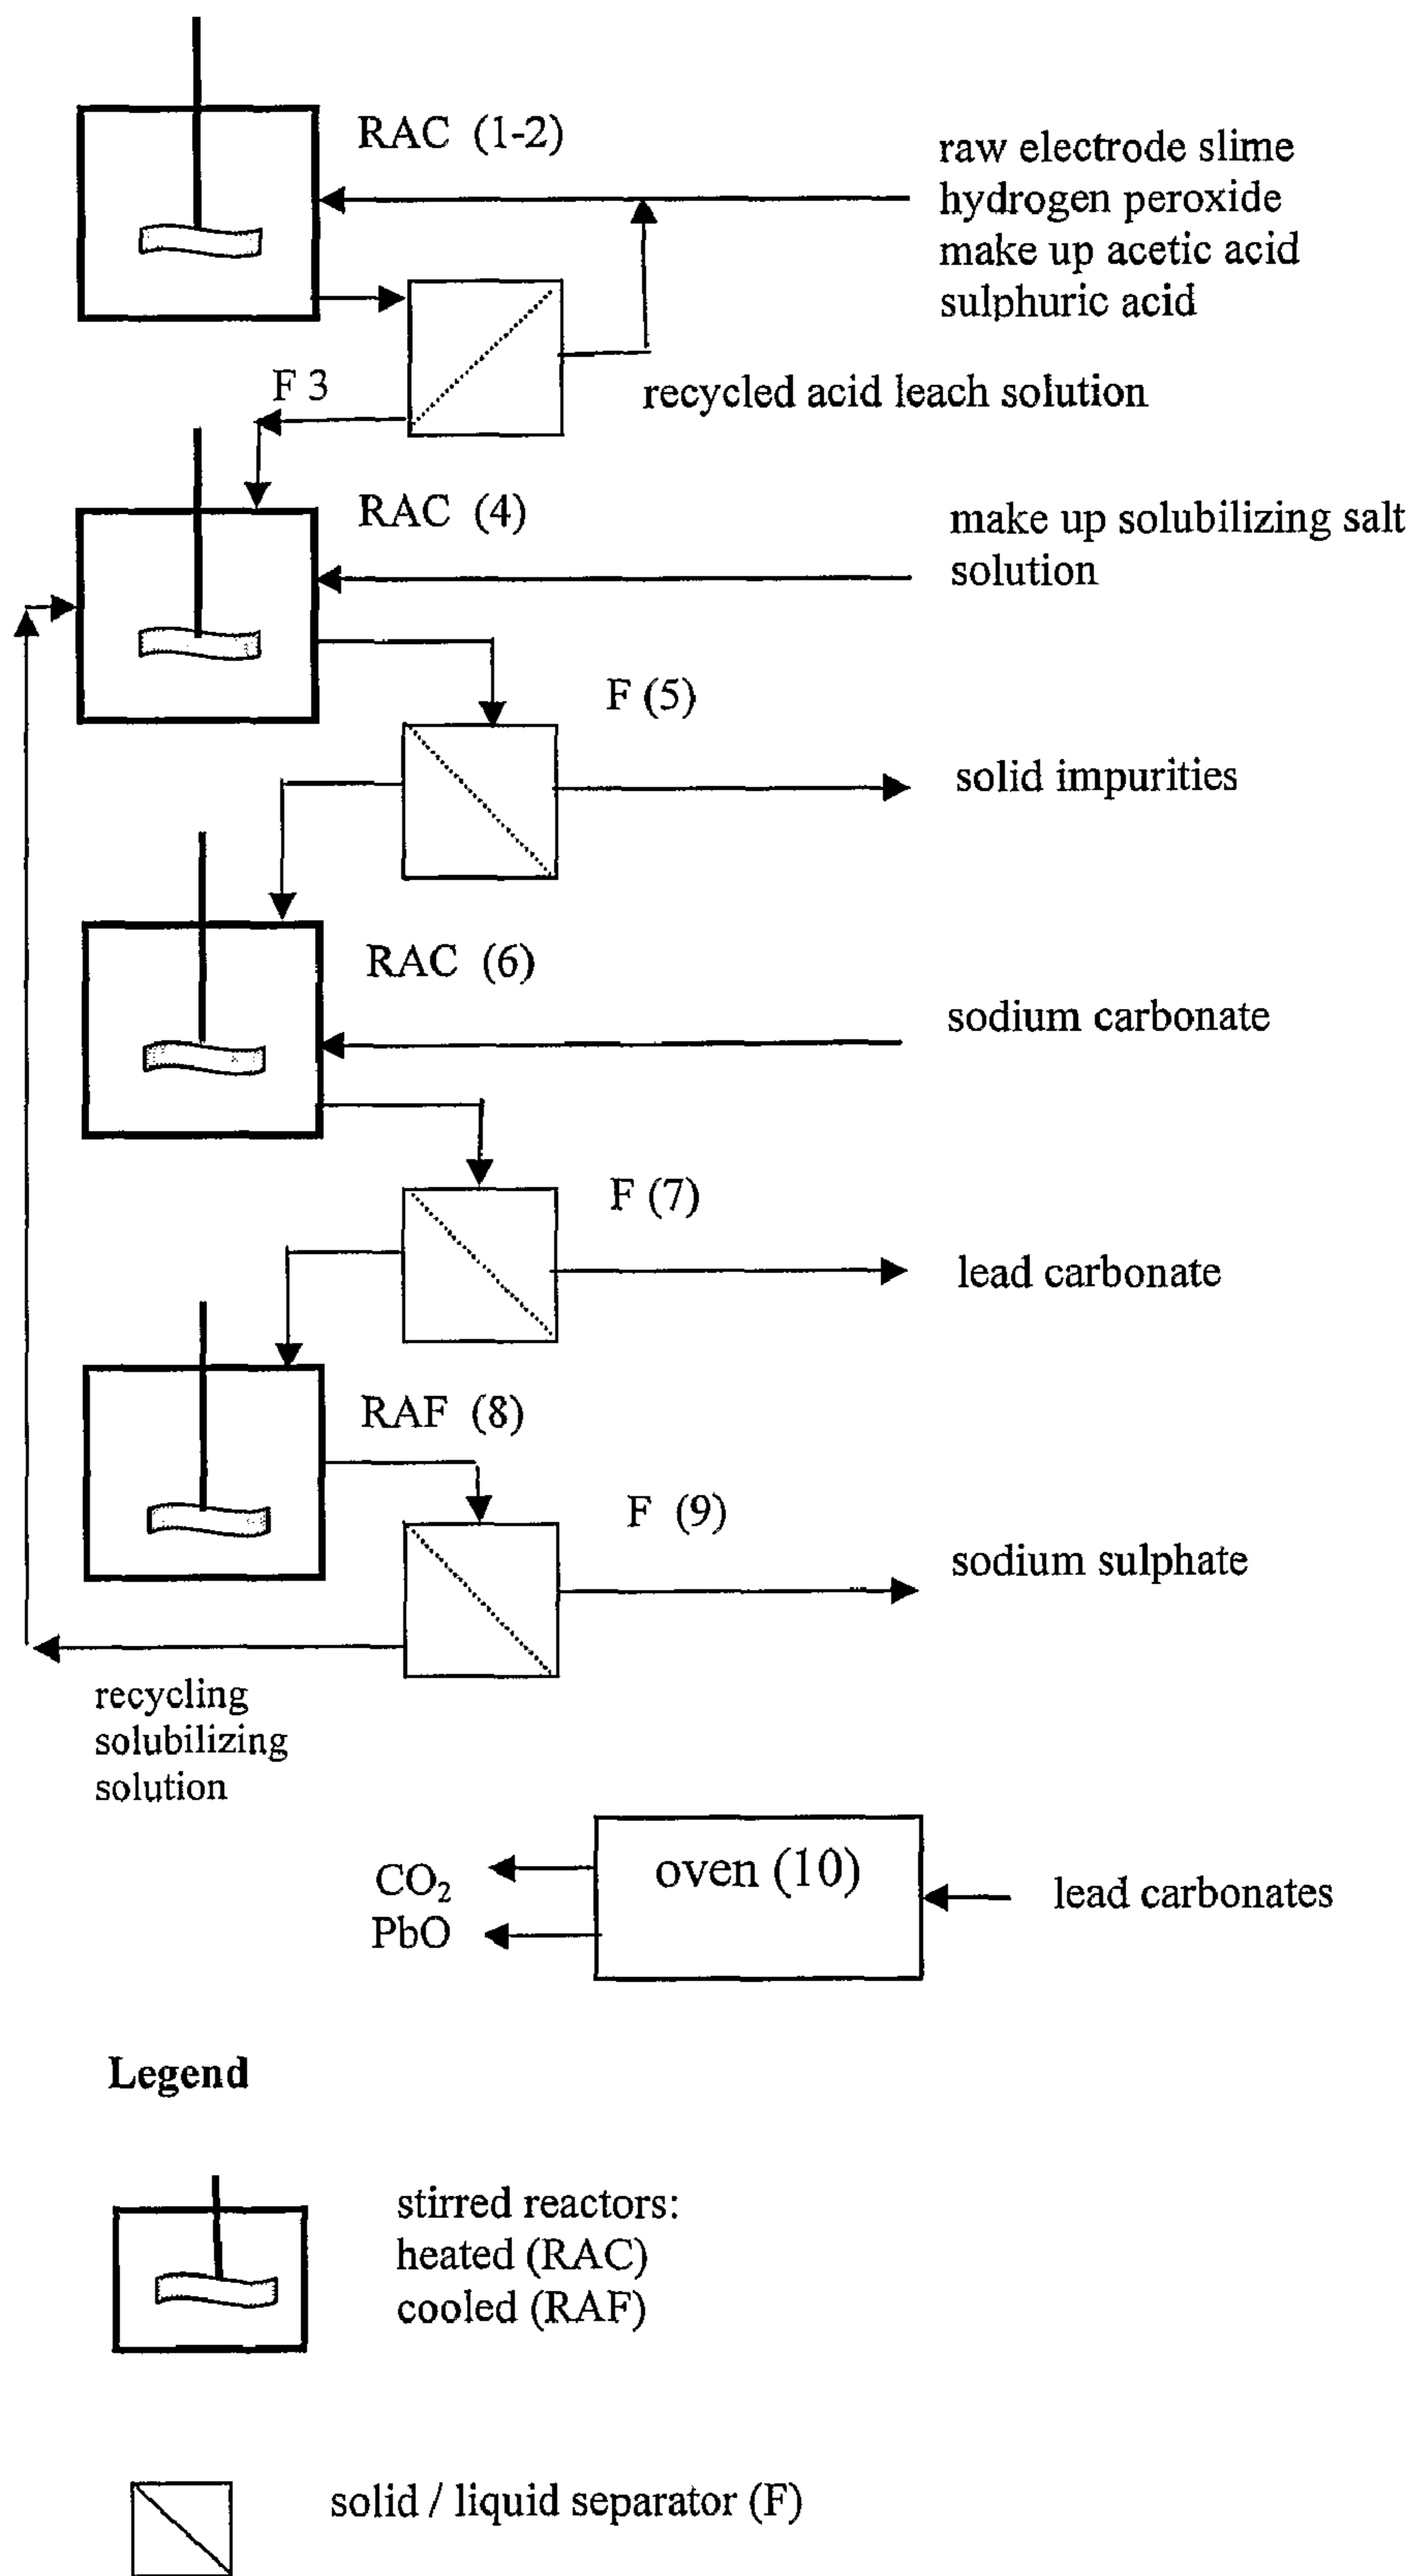 RAC (1-2)
raw electrode slime
hydrogen peroxide
make up acetic acid
sulphuric acid
F 3
recycled acid leach solution
RAC (4)
make up solubilizing salt
solution
F (5)
solid impurities
RAC (6)
sodium carbonate
F (7)
lead carbonate
RAF (8)
F (9)
sodium sulphate
recycling
solubilizing
solution
oven (10)
CO₂
PbO
lead carbonates
Legend
stirred reactors:
heated (RAC)
cooled (RAF)
solid / liquid separator (F)